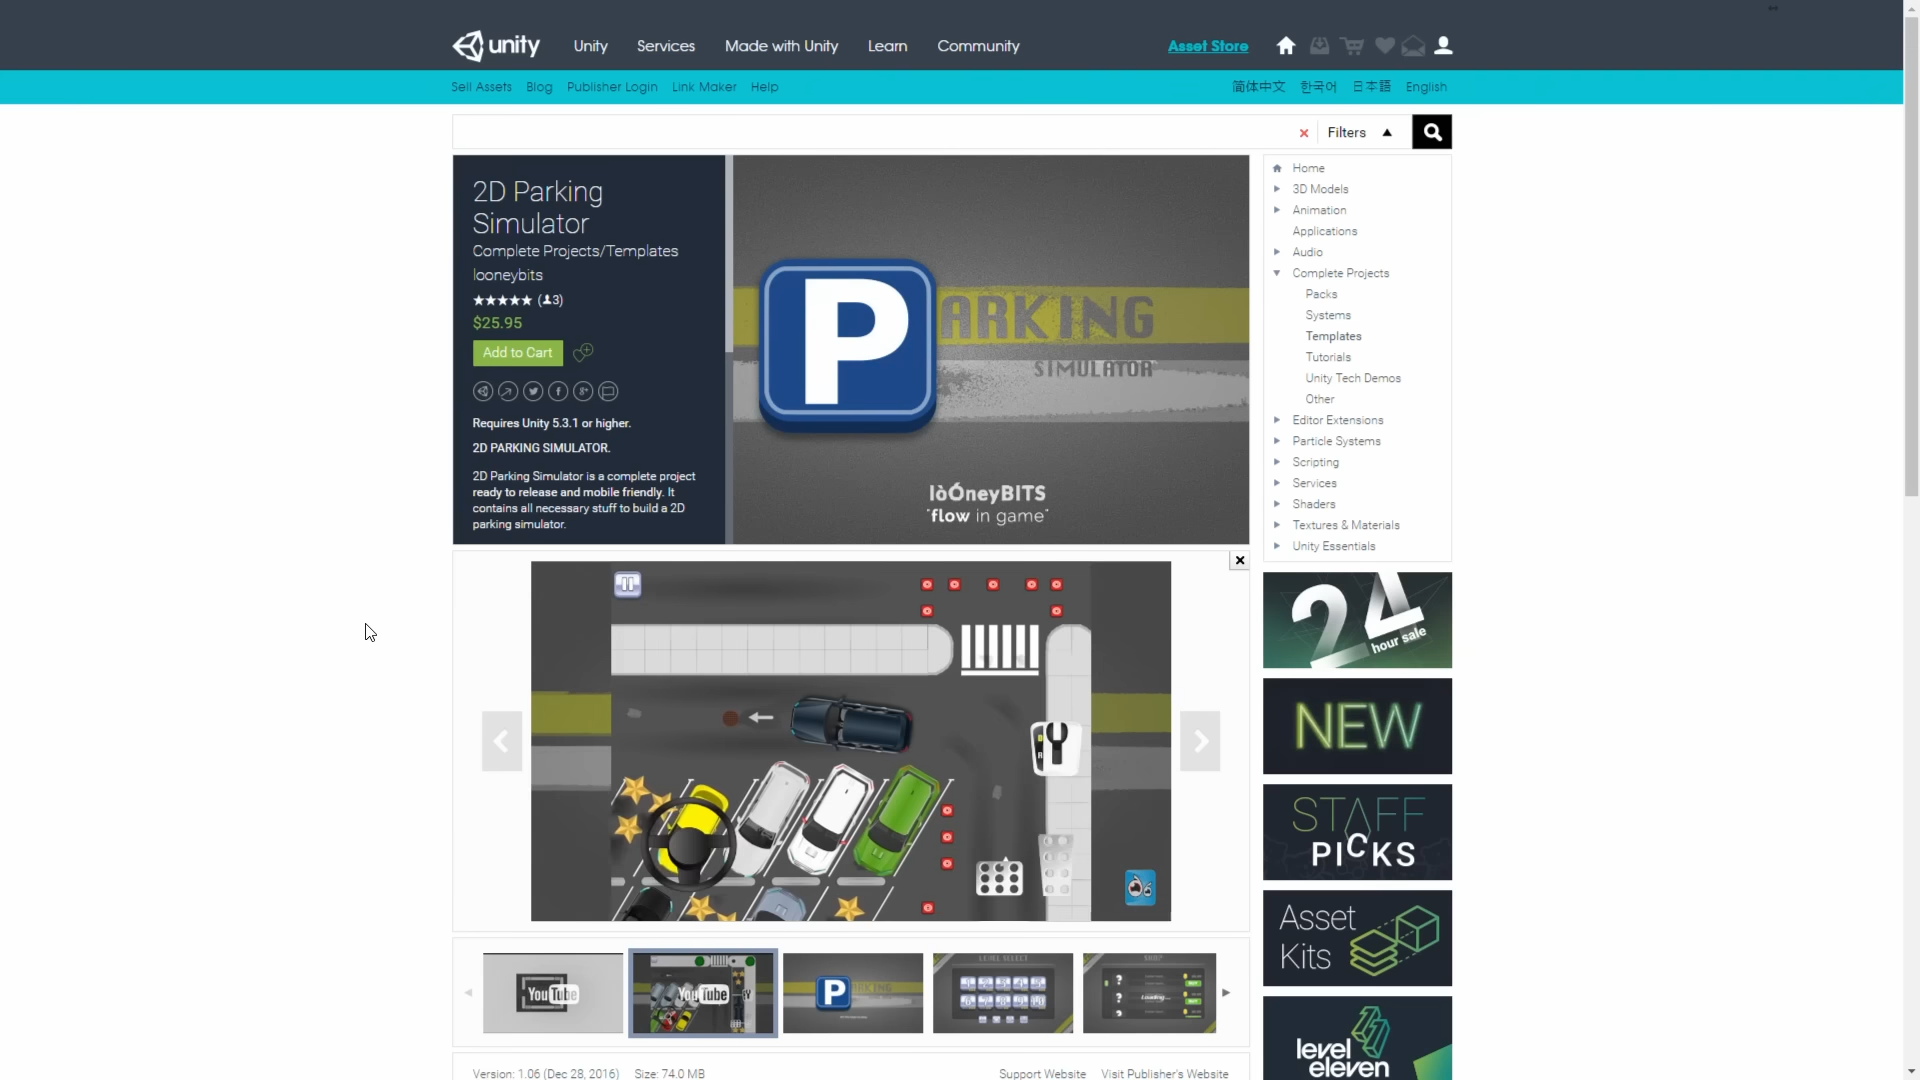 unity
Unity Services Made with Unity Learn Community Asset Store
Sell Assets Blog Publisher Login Link Maker Help
简体中文 한국어 日本語 English
Filters
2D Parking
Simulator
Complete Projects/Templates
looneybits
(3)
$25.95
Add to Cart
Requires Unity 5.3.1 or higher.
2D PARKING SIMULATOR.
2D Parking Simulator is a complete project
ready to release and mobile friendly. It
contains all necessary stuff to build a 2D
parking simulator.
PARKING
SIMULATOR
lòÓneyBITS
"flow in game"
Home
3D Models
Animation
Applications
Audio
Complete Projects
Packs
Systems
Templates
Tutorials
Unity Tech Demos
Other
Editor Extensions
Particle Systems
Scripting
Services
Shaders
Textures & Materials
Unity Essentials
24
hour sale
NEW
STAFF
PICKS
Asset
Kits
level
eleven
YouTube
YouTube
PARKING
LEVEL SELECT
SHOP
Loading...
Version: 1.06 (Dec 28, 2016) Size: 74.0 MB
Support Website Visit Publisher's Website